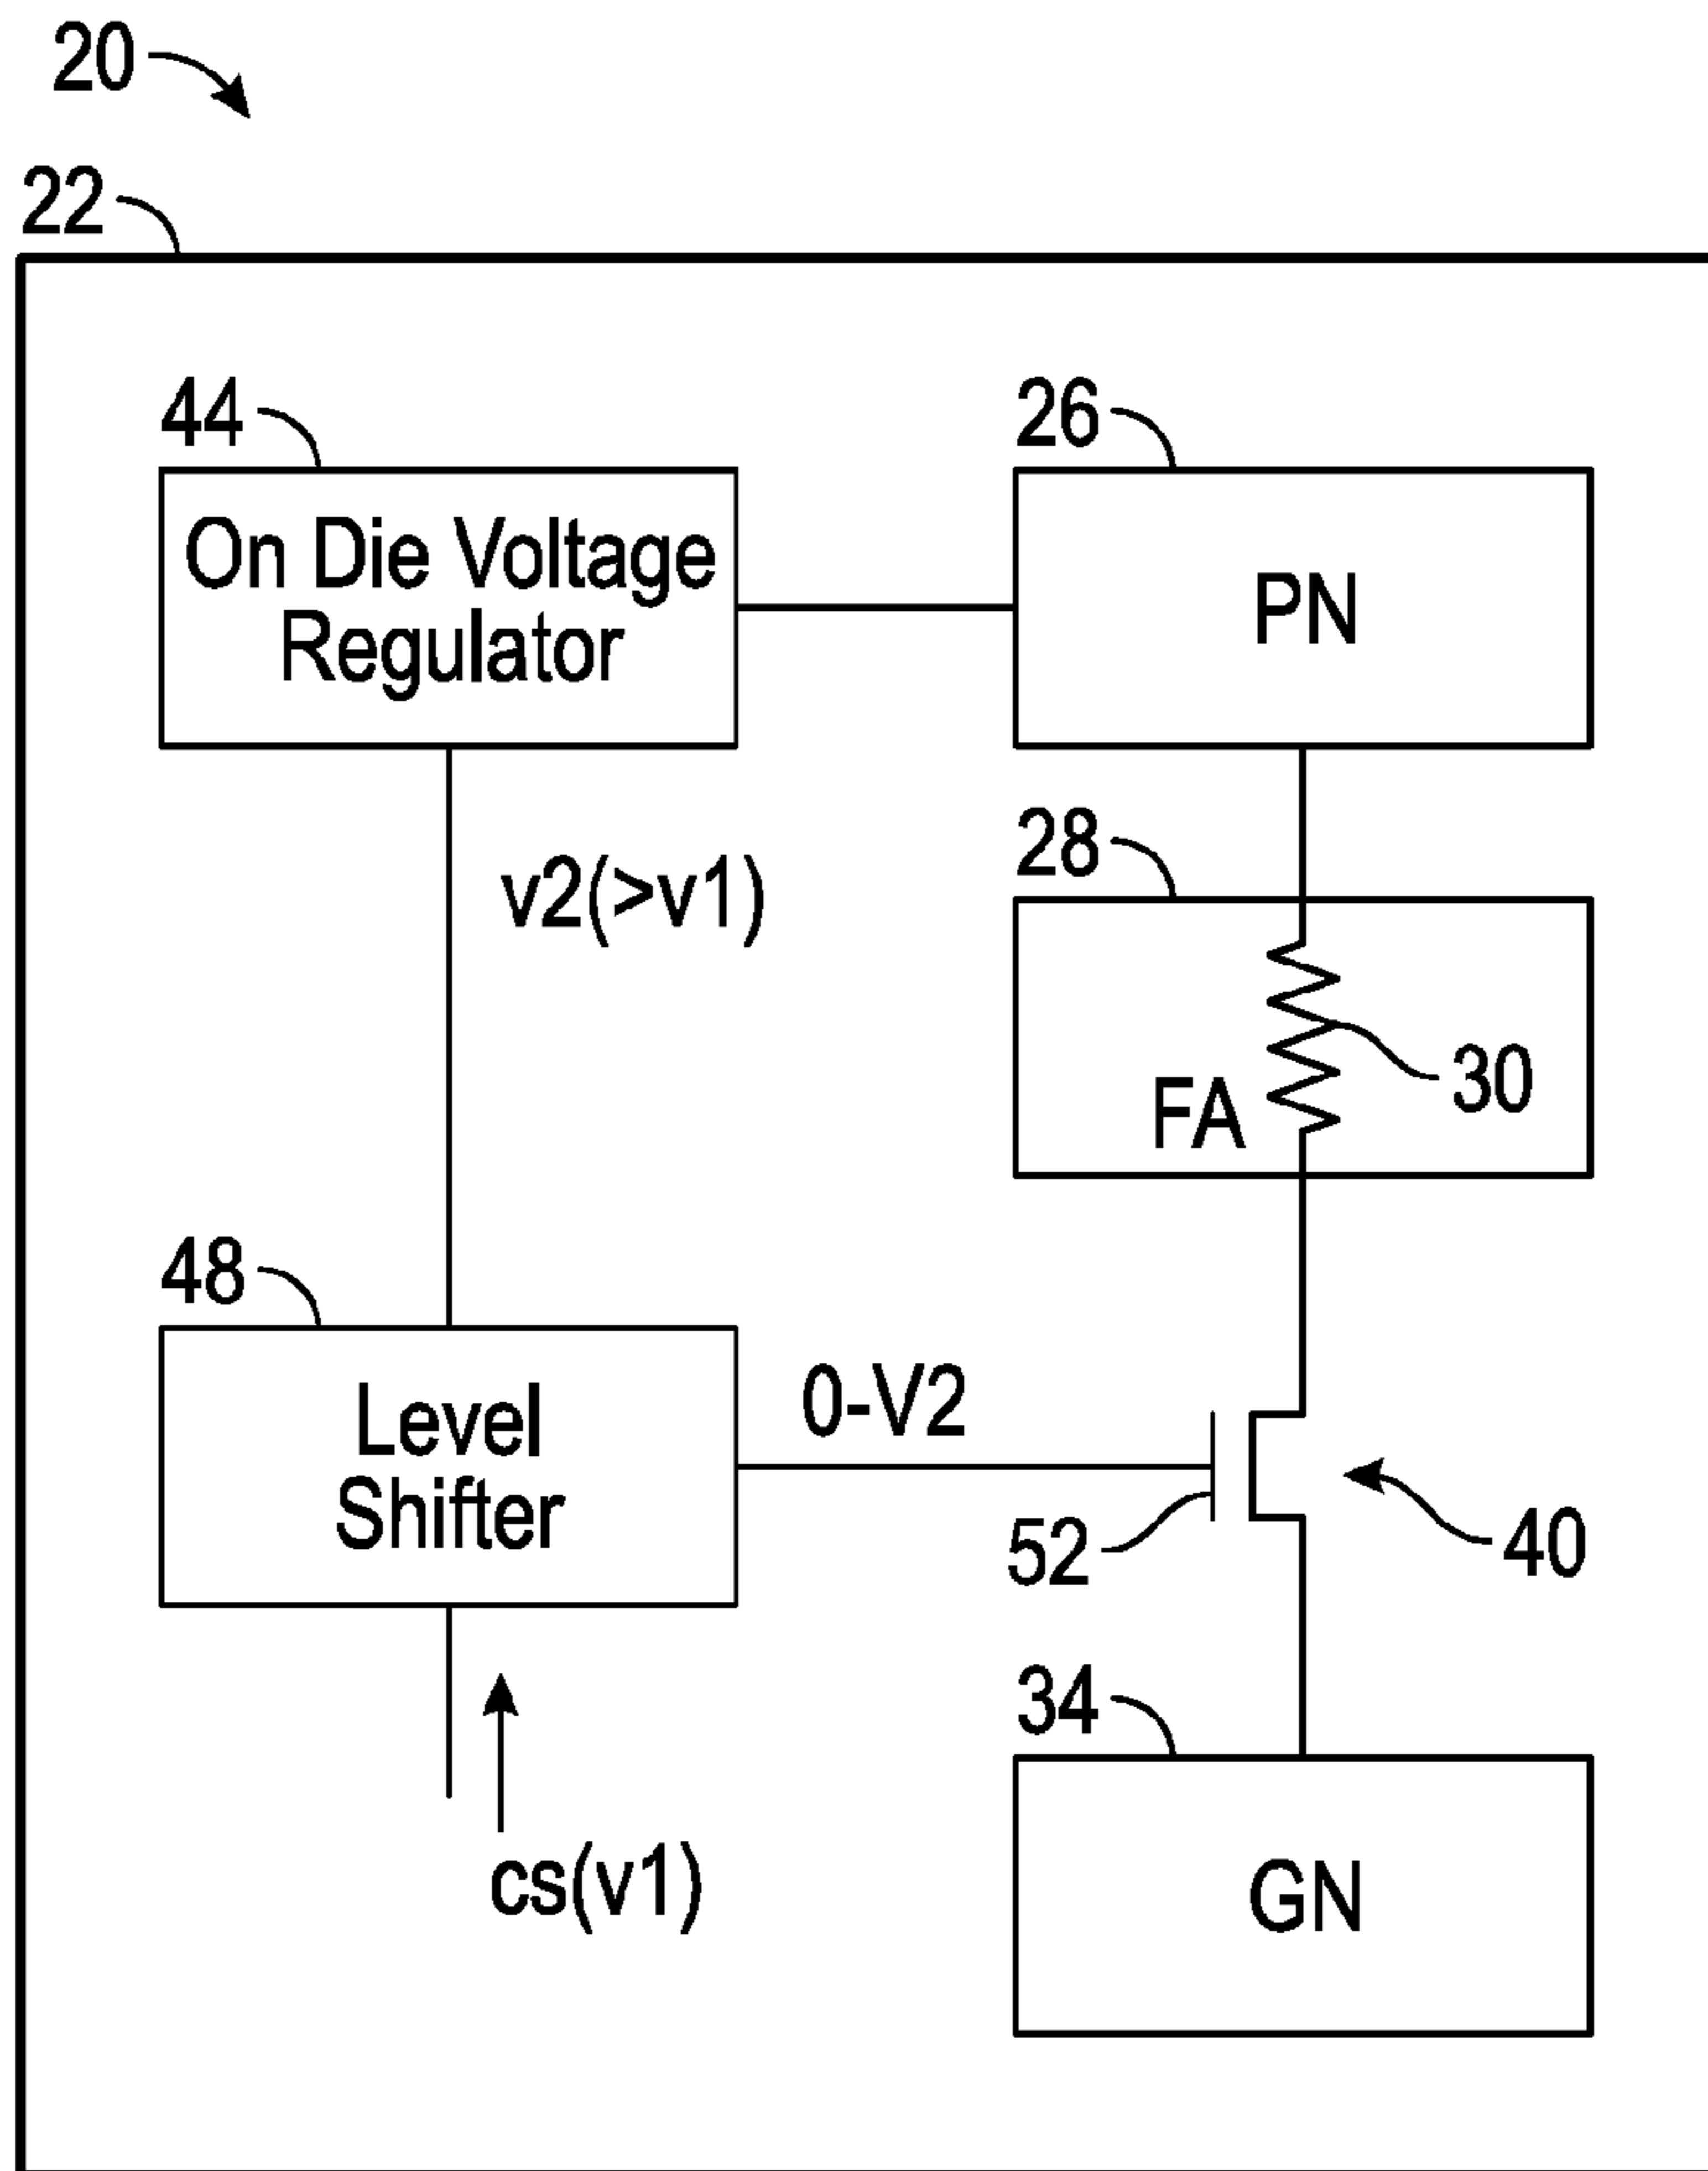 20
22
44
26
On Die Voltage
Regulator
PN
28
v2(>v1)
30
FA
48
Level
Shifter
0-V2
52
40
34
cs(v1)
GN